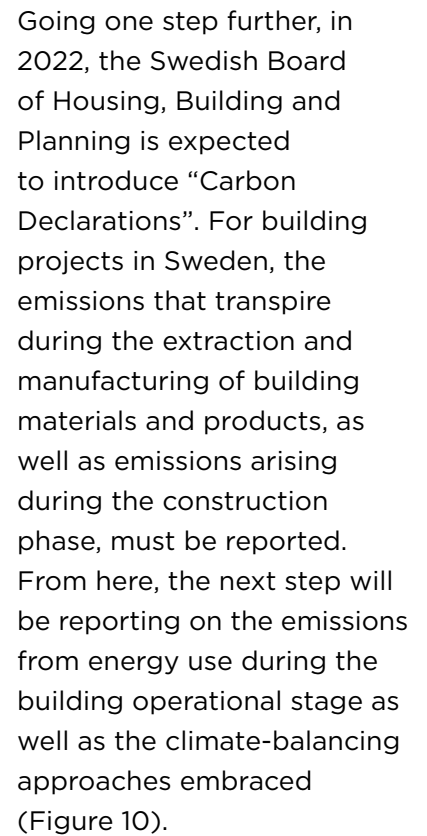 Going one step further, in
2022, the Swedish Board
of Housing, Building and
Planning is expected
to introduce “Carbon
Declarations”. For building
projects in Sweden, the
emissions that transpire
during the extraction and
manufacturing of building
materials and products, as
well as emissions arising
during the construction
phase, must be reported.
From here, the next step will
be reporting on the emissions
from energy use during the
building operational stage as
well as the climate-balancing
approaches embraced
(Figure 10).